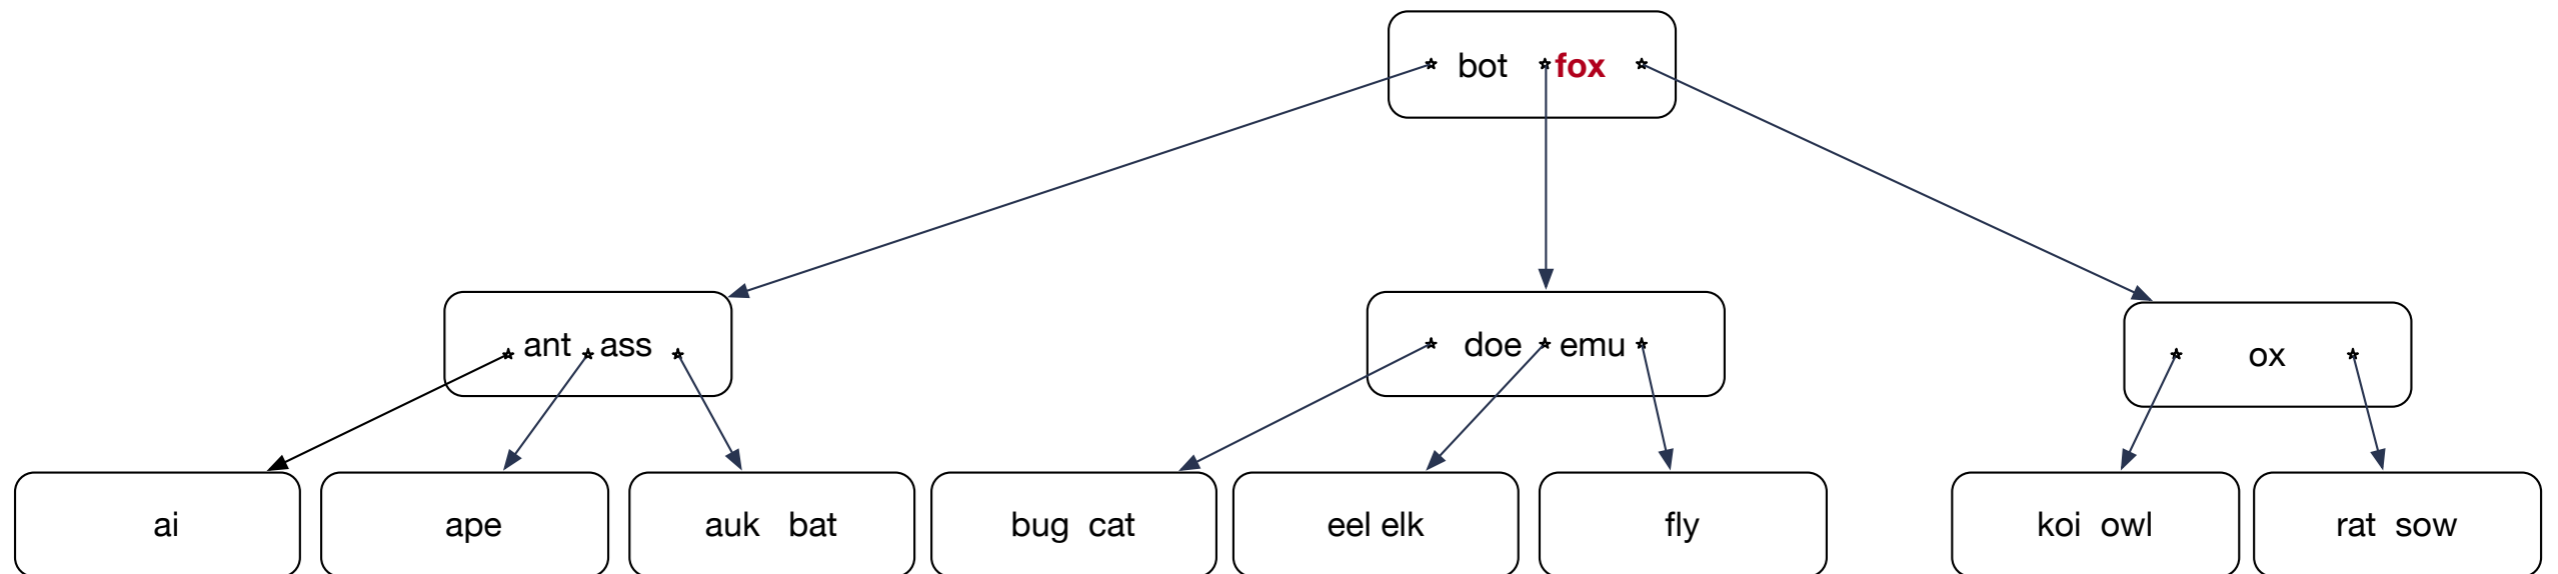 bot fox
ant ass
doe emu
ox
ai
ape
auk bat
bug cat
eel elk
fly
koi owl
rat sow